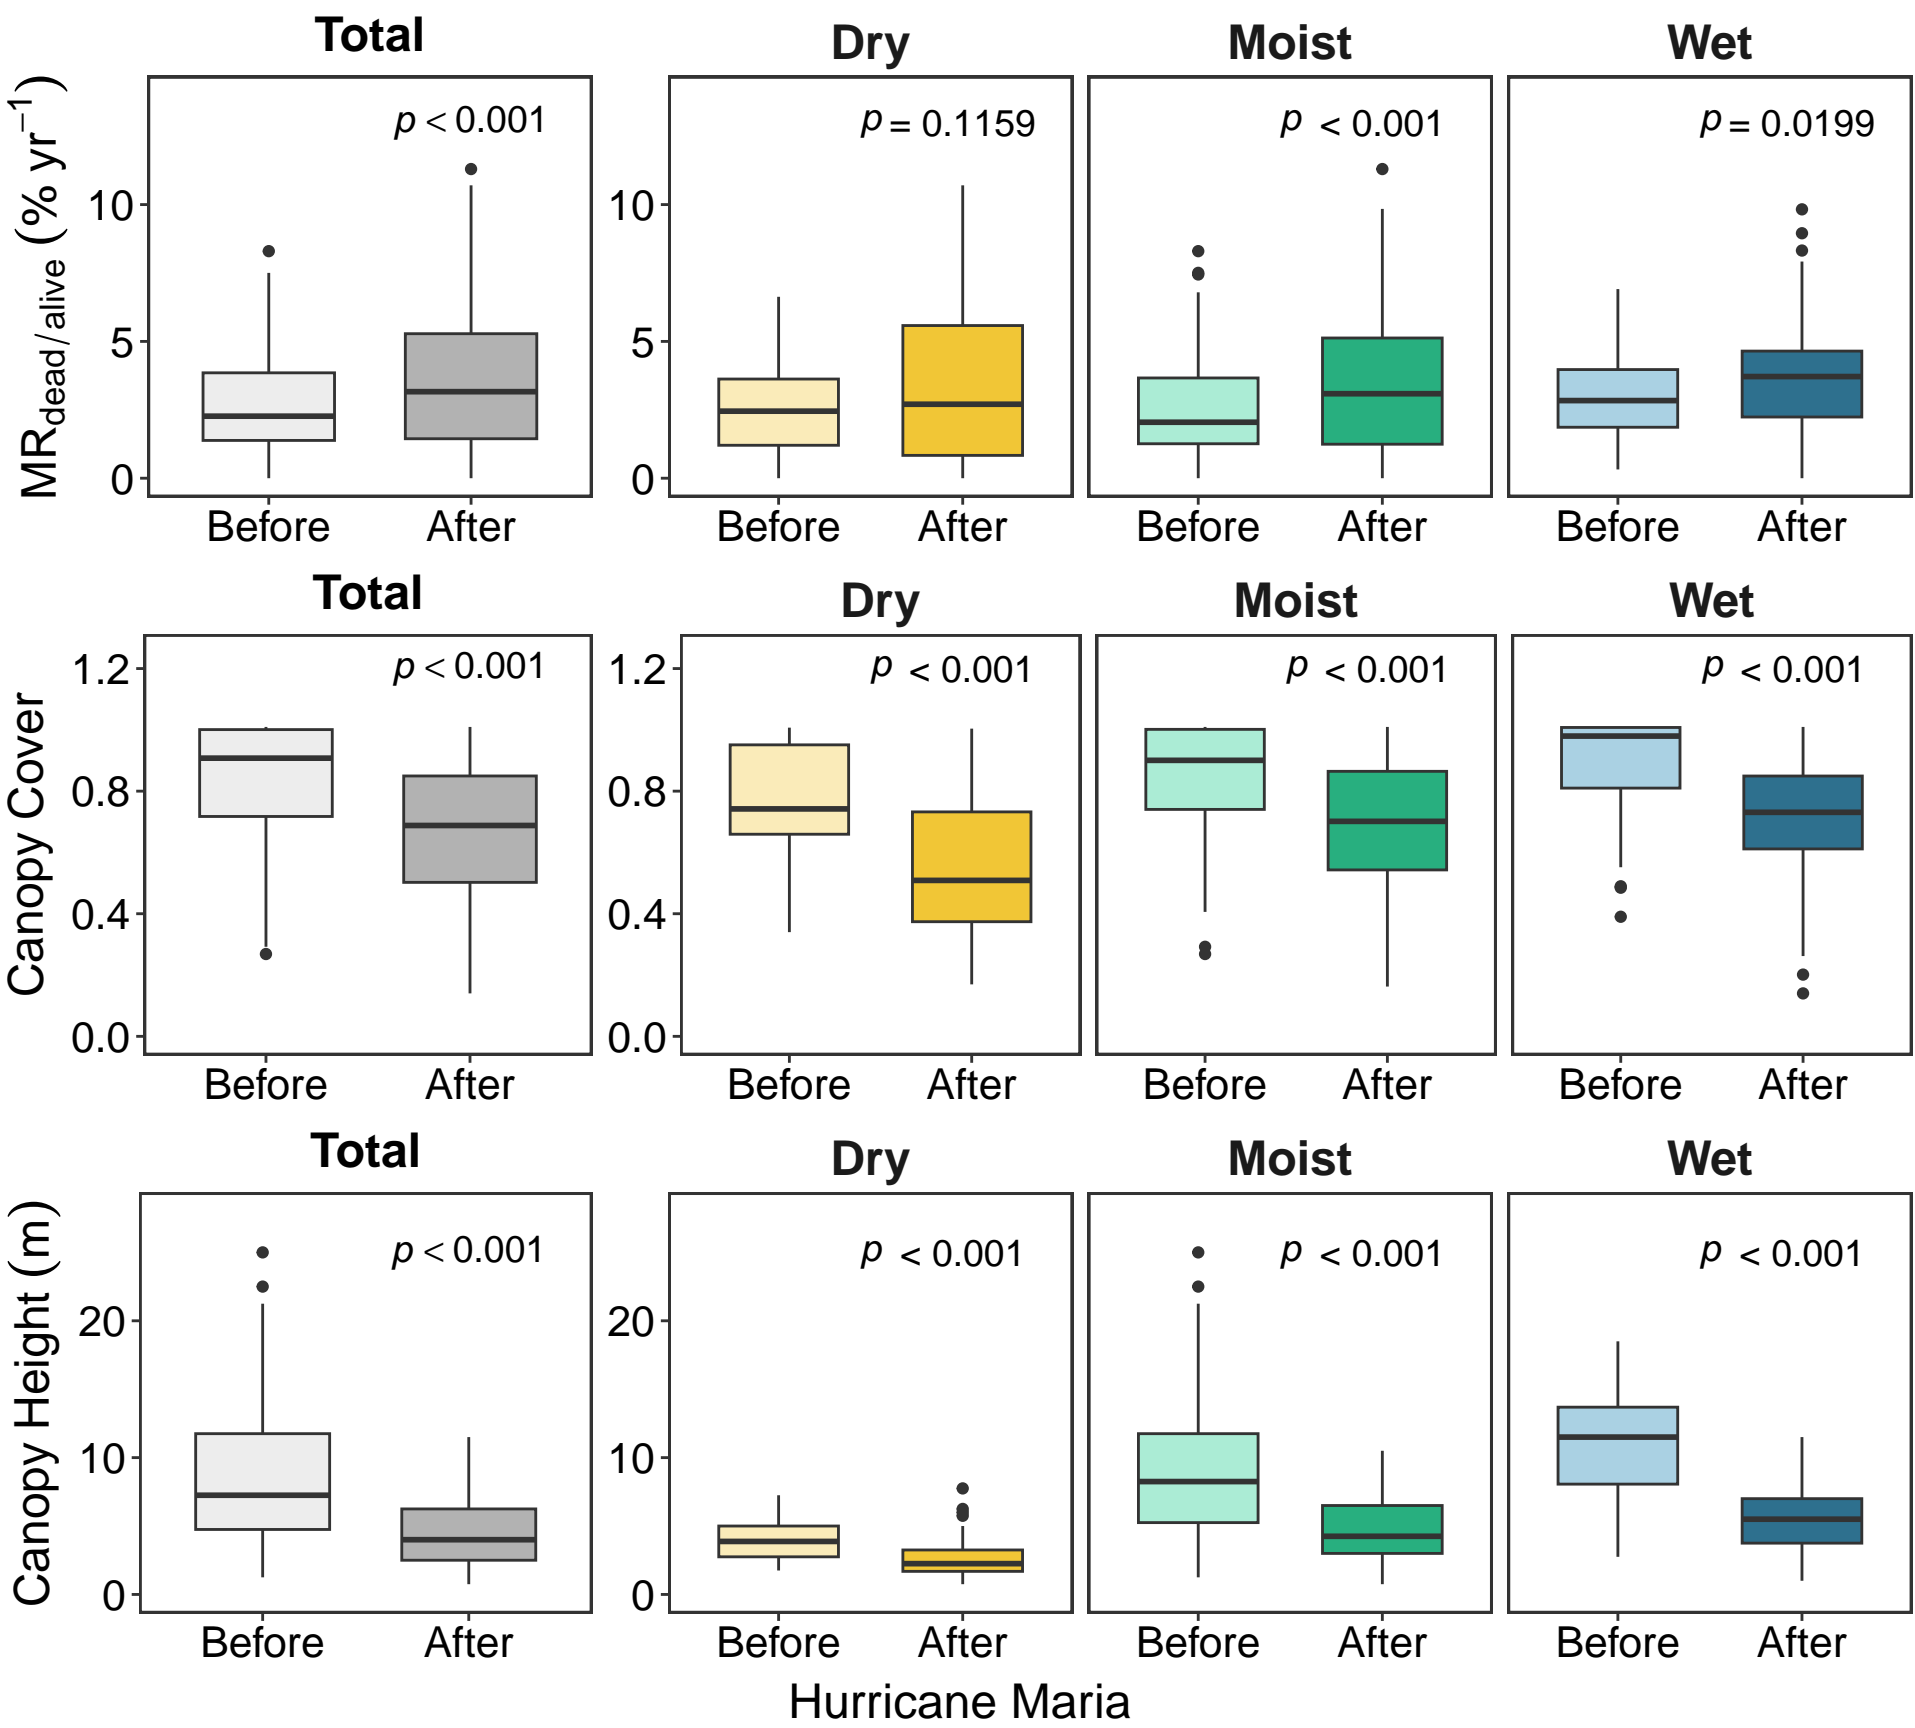 Total Dry Moist Wet
MRdead/alive (% yr−1)
p < 0.001 p = 0.1159 p < 0.001 p = 0.0199
10 10
5 5
0 0
Before After Before After Before After Before After
Total Dry Moist Wet
Canopy Cover
p < 0.001 p < 0.001 p < 0.001 p < 0.001
1.2 1.2
0.8 0.8
0.4 0.4
0.0 0.0
Before After Before After Before After Before After
Total Dry Moist Wet
Canopy Height (m)
p < 0.001 p < 0.001 p < 0.001 p < 0.001
20 20
10 10
0 0
Before After Before After Before After Before After
Hurricane Maria